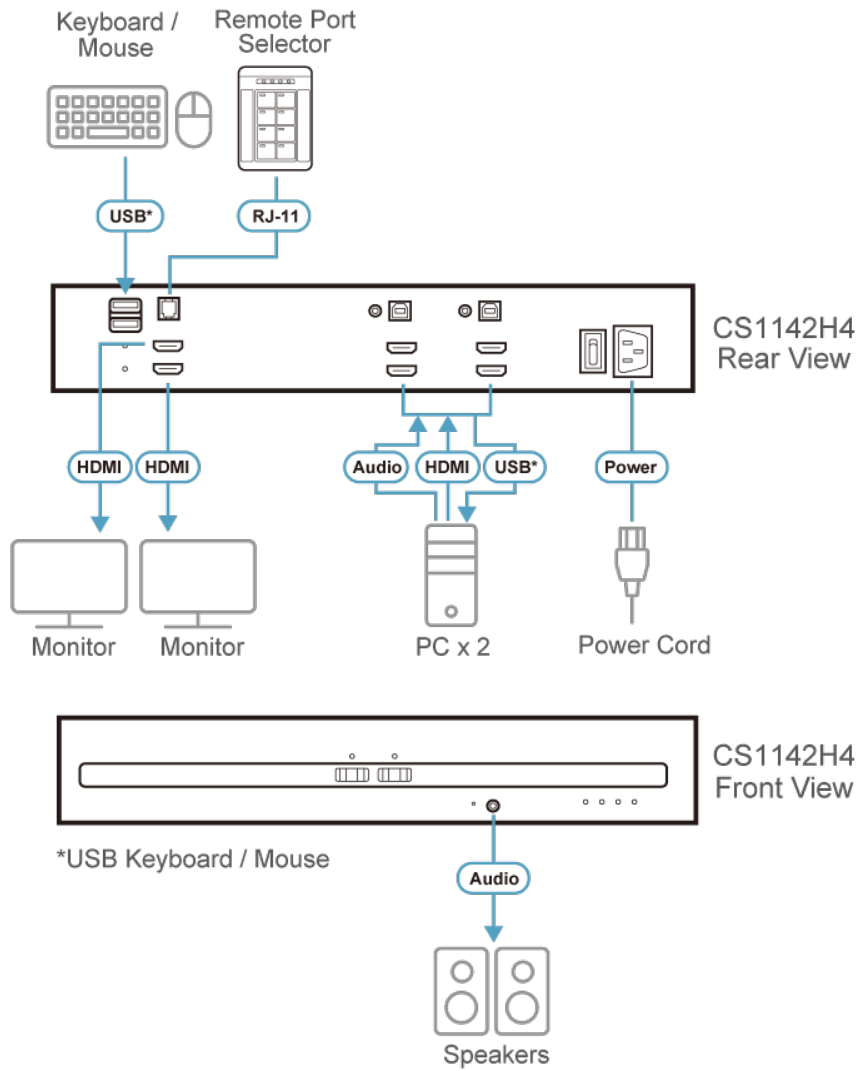 Keyboard /
Mouse
Remote Port
Selector
USB*
RJ-11
CS1142H4
Rear View
HDMI
HDMI
Audio
HDMI
USB*
Power
Monitor
Monitor
PC x 2
Power Cord
CS1142H4
Front View
*USB Keyboard / Mouse
Audio
Speakers